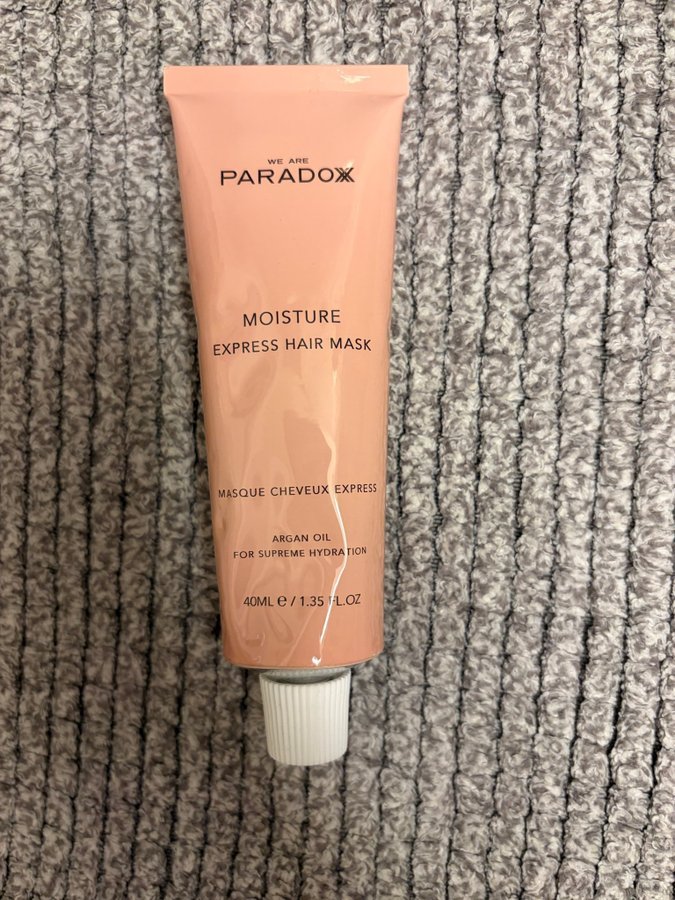 WE ARE
PARADOXX
MOISTURE
EXPRESS HAIR MASK
MASQUE CHEVEUX EXPRESS
ARGAN OIL
FOR SUPREME HYDRATION
40ML ℮ / 1.35 FL.OZ